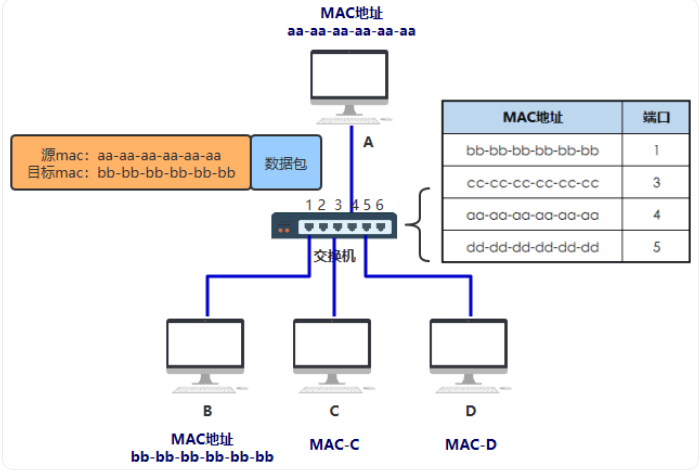 MAC地址
aa-aa-aa-aa-aa-aa
A
源mac：aa-aa-aa-aa-aa-aa
目标mac：bb-bb-bb-bb-bb-bb
数据包
MAC地址 端口
bb-bb-bb-bb-bb-bb 1
cc-cc-cc-cc-cc-cc 3
aa-aa-aa-aa-aa-aa 4
dd-dd-dd-dd-dd-dd 5
1 2 3 4 5 6
交换机
B C D
MAC地址
bb-bb-bb-bb-bb-bb
MAC-C
MAC-D